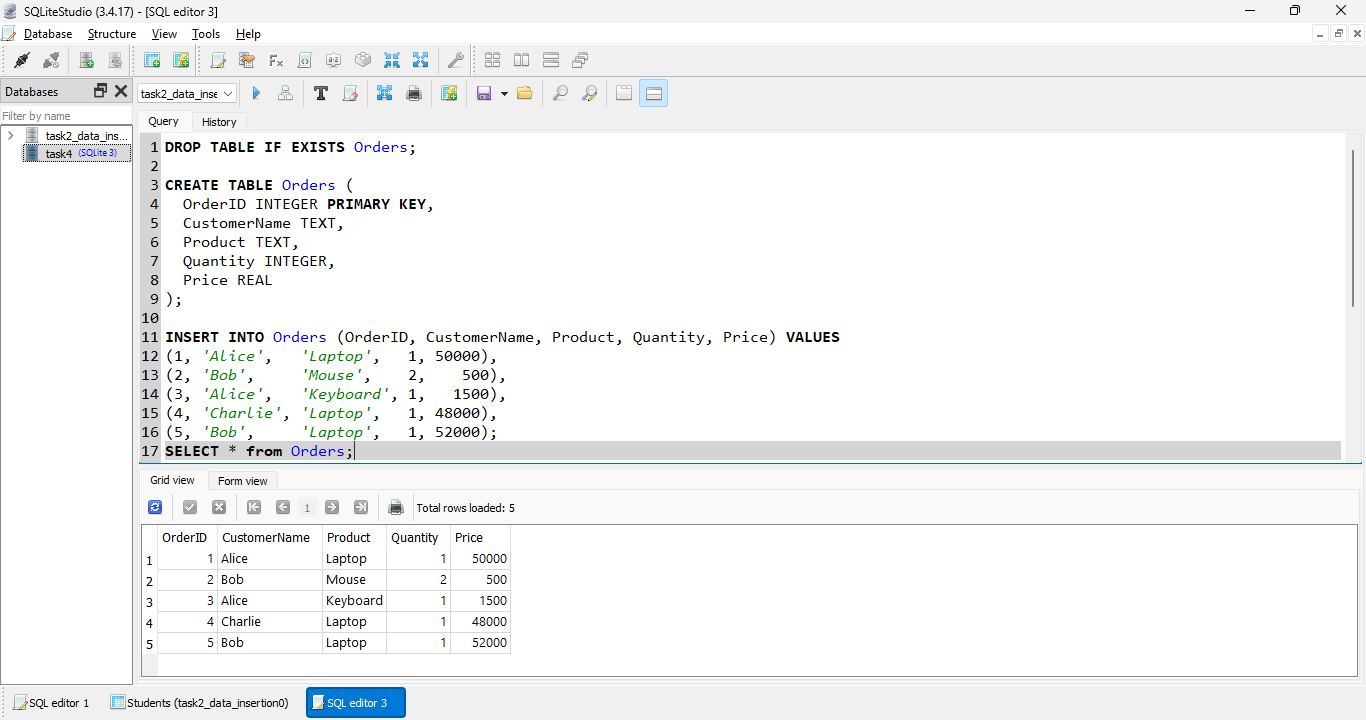 SQLiteStudio (3.4.17) - [SQL editor 3]
Database Structure View Tools Help
Databases
task2_data_inse
Filter by name
task2_data_ins...
task4 (SQLite 3)
Query History
1 DROP TABLE IF EXISTS Orders;
2
3 CREATE TABLE Orders (
4 OrderID INTEGER PRIMARY KEY,
5 CustomerName TEXT,
6 Product TEXT,
7 Quantity INTEGER,
8 Price REAL
9 );
10
11 INSERT INTO Orders (OrderID, CustomerName, Product, Quantity, Price) VALUES
12 (1, 'Alice', 'Laptop', 1, 50000),
13 (2, 'Bob', 'Mouse', 2, 500),
14 (3, 'Alice', 'Keyboard', 1, 1500),
15 (4, 'Charlie', 'Laptop', 1, 48000),
16 (5, 'Bob', 'Laptop', 1, 52000);
17 SELECT * from Orders;
Grid view Form view
1 Total rows loaded: 5
OrderID CustomerName Product Quantity Price
1 1 Alice Laptop 1 50000
2 2 Bob Mouse 2 500
3 3 Alice Keyboard 1 1500
4 4 Charlie Laptop 1 48000
5 5 Bob Laptop 1 52000
SQL editor 1 Students (task2_data_insertion0) SQL editor 3